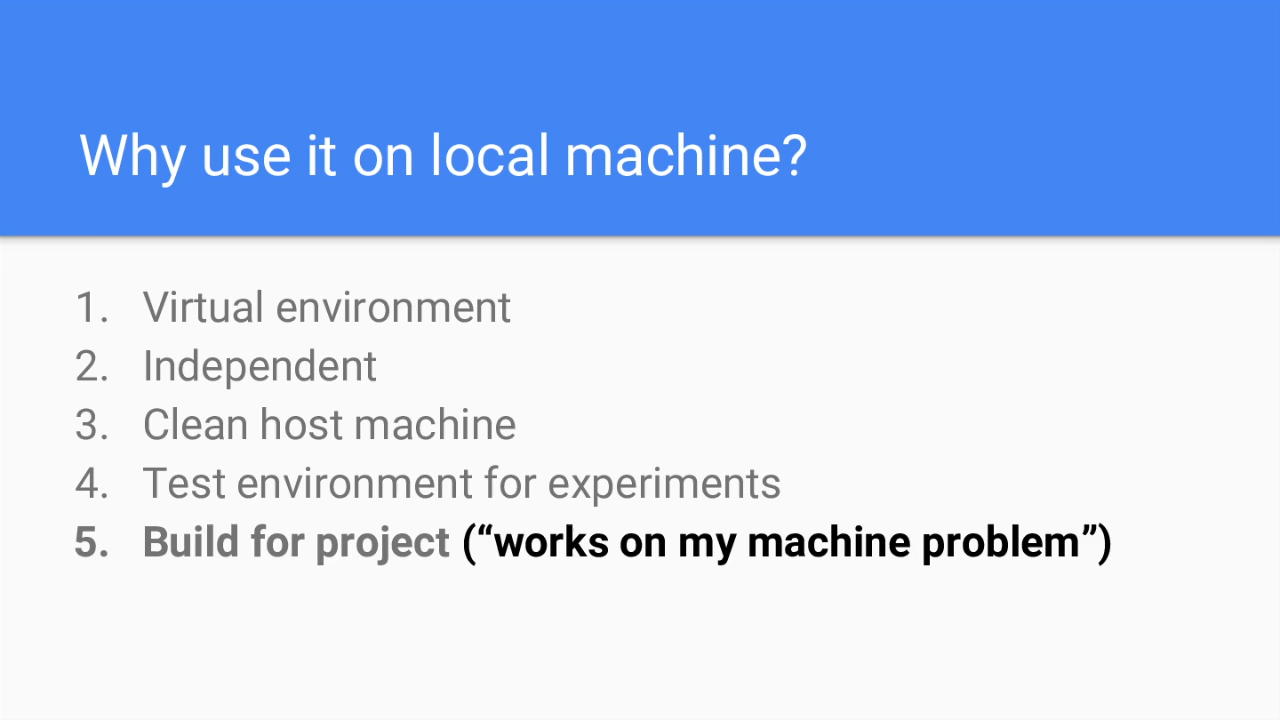 Why use it on local machine?
1. Virtual environment
2. Independent
3. Clean host machine
4. Test environment for experiments
5. Build for project (“works on my machine problem”)